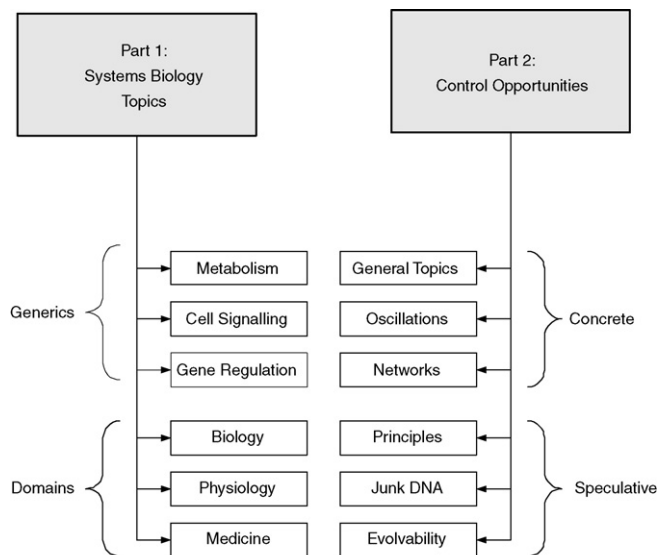 Part 1:
Systems Biology
Topics
Part 2:
Control Opportunities
Generics
Metabolism
Cell Signalling
Gene Regulation
General Topics
Oscillations
Networks
Concrete
Domains
Biology
Physiology
Medicine
Principles
Junk DNA
Evolvability
Speculative